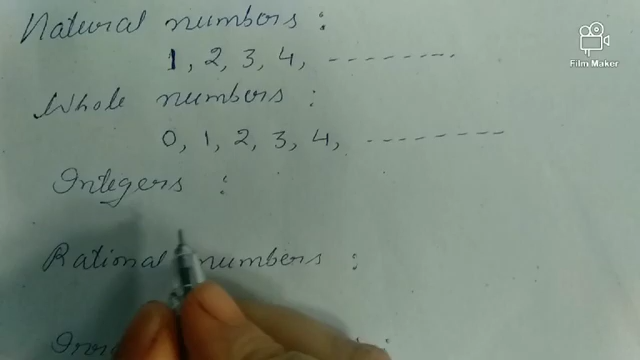 Natural numbers :
1, 2, 3, 4, ---------
Whole numbers :
0, 1, 2, 3, 4, ---------
Integers :
Rational numbers :
Film Maker